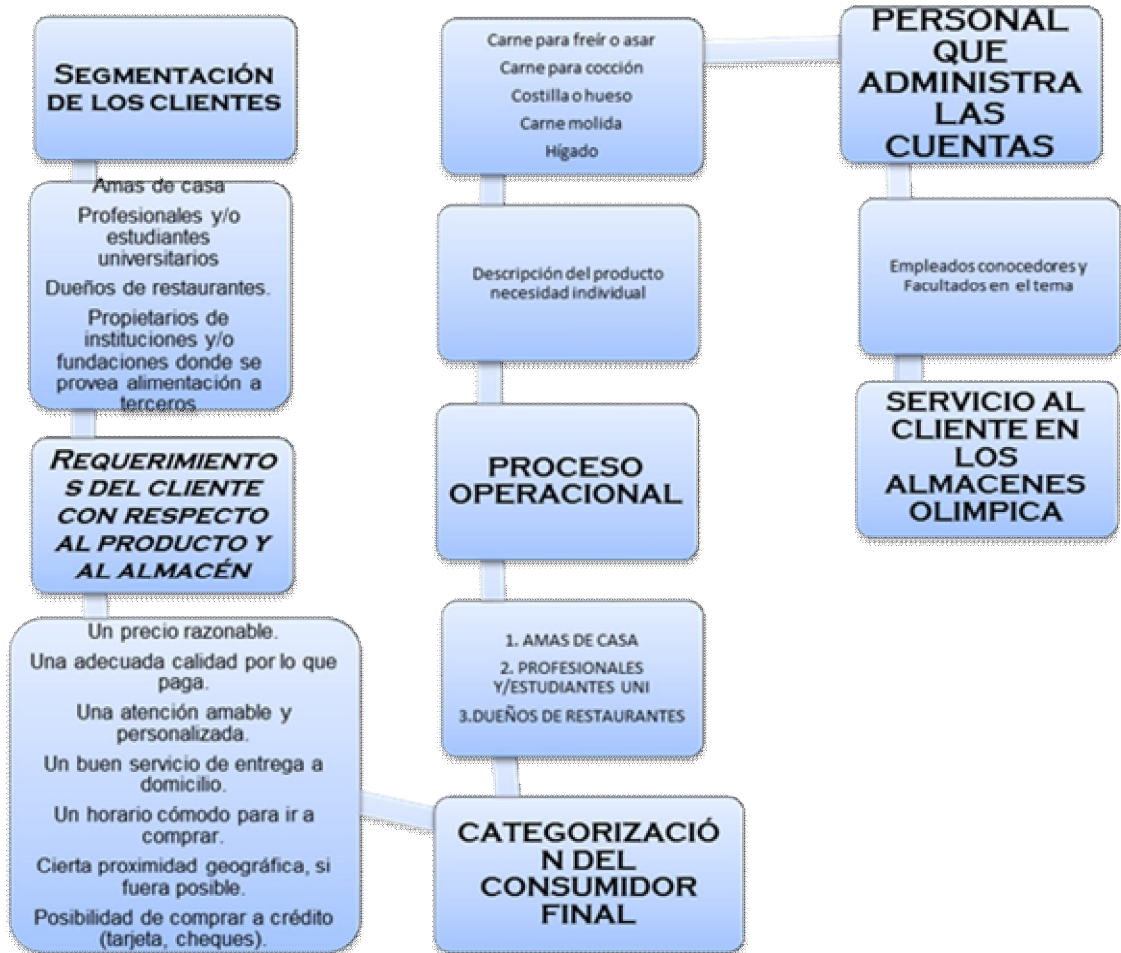 SEGMENTACIÓN
DE LOS CLIENTES
Amas de casa
Profesionales y/o
estudiantes
universitarios
Dueños de restaurantes.
Propietarios de
instituciones y/o
fundaciones donde se
provea alimentación a
terceros
REQUERIMIENTO
S DEL CLIENTE
CON RESPECTO
AL PRODUCTO Y
AL ALMACÉN
Un precio razonable.
Una adecuada calidad por lo que
paga.
Una atención amable y
personalizada.
Un buen servicio de entrega a
domicilio.
Un horario cómodo para ir a
comprar.
Cierta proximidad geográfica, si
fuera posible.
Posibilidad de comprar a crédito
(tarjeta, cheques).
CATEGORIZACIÓ
N DEL
CONSUMIDOR
FINAL
1. AMAS DE CASA
2. PROFESIONALES
Y/ESTUDIANTES UNI
3.DUEÑOS DE RESTAURANTES
PROCESO
OPERACIONAL
Descripción del producto
necesidad individual
Carne para freír o asar
Carne para cocción
Costilla o hueso
Carne molida
Hígado
PERSONAL
QUE
ADMINISTRA
LAS
CUENTAS
Empleados conocedores y
Facultados en el tema
SERVICIO AL
CLIENTE EN
LOS
ALMACENES
OLIMPICA